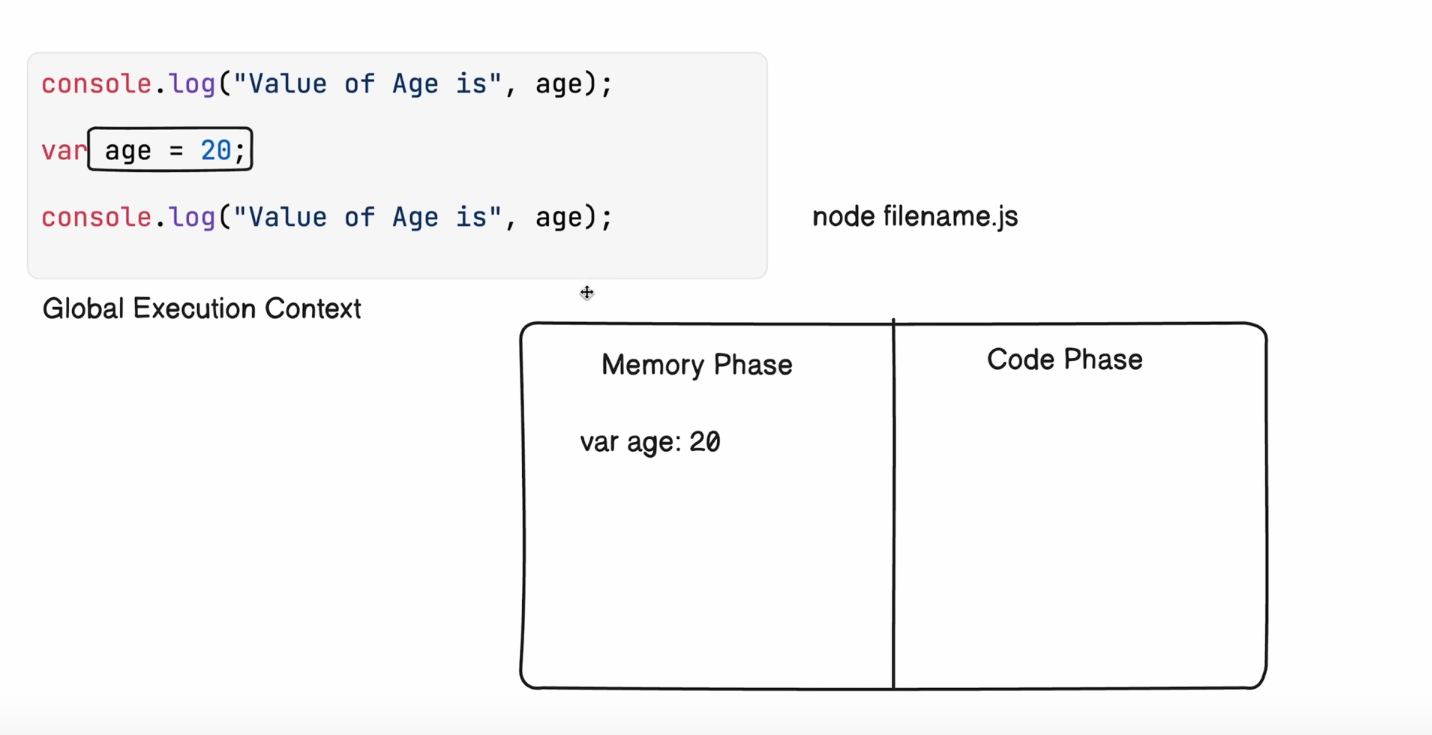 console.log("Value of Age is", age);
var age = 20;
console.log("Value of Age is", age);
node filename.js
Global Execution Context
Memory Phase
Code Phase
var age: 20